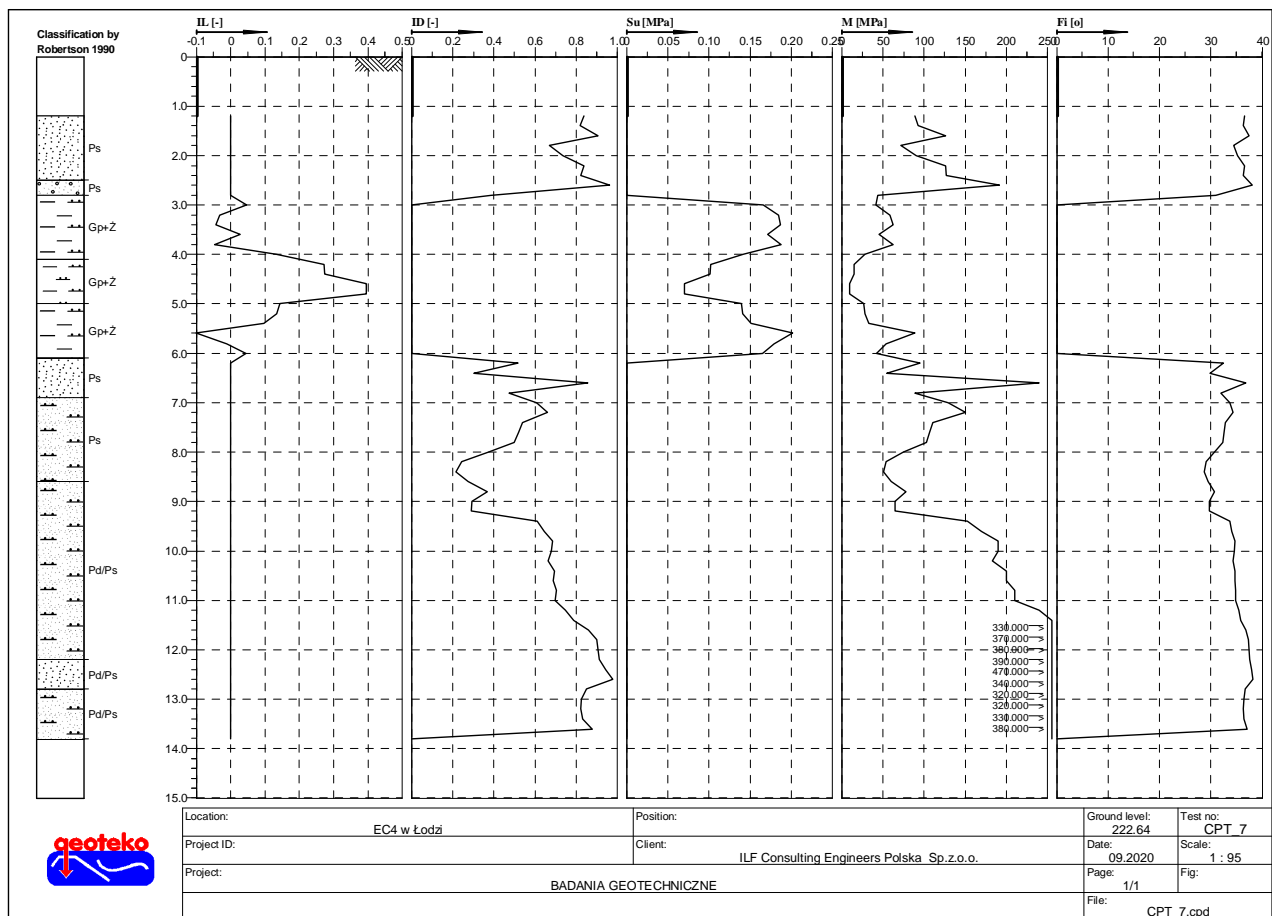 Classification by
Robertson 1990
IL [-]
-0.1 0 0.1 0.2 0.3 0.4 0.5
ID [-]
0.2 0.4 0.6 0.8 1.0
Su [MPa]
0.05 0.10 0.15 0.20 0.25
M [MPa]
50 100 150 200 250
Fi [o]
0 10 20 30 40
0
1.0
2.0
3.0
4.0
5.0
6.0
7.0
8.0
9.0
10.0
11.0
12.0
13.0
14.0
15.0
Ps
Ps
Gp+Ż
Gp+Ż
Gp+Ż
Ps
Ps
Pd/Ps
Pd/Ps
Pd/Ps
330.000
370.000
380.000
390.000
470.000
340.000
320.000
320.000
330.000
380.000
geoteko
Location:
EC4 w Łodzi
Position:
Ground level:
222.64
Test no:
CPT_7
Project ID:
Client:
ILF Consulting Engineers Polska Sp.z.o.o.
Date:
09.2020
Scale:
1 : 95
Project:
BADANIA GEOTECHNICZNE
Page:
1/1
Fig:
File:
CPT_7.cpd